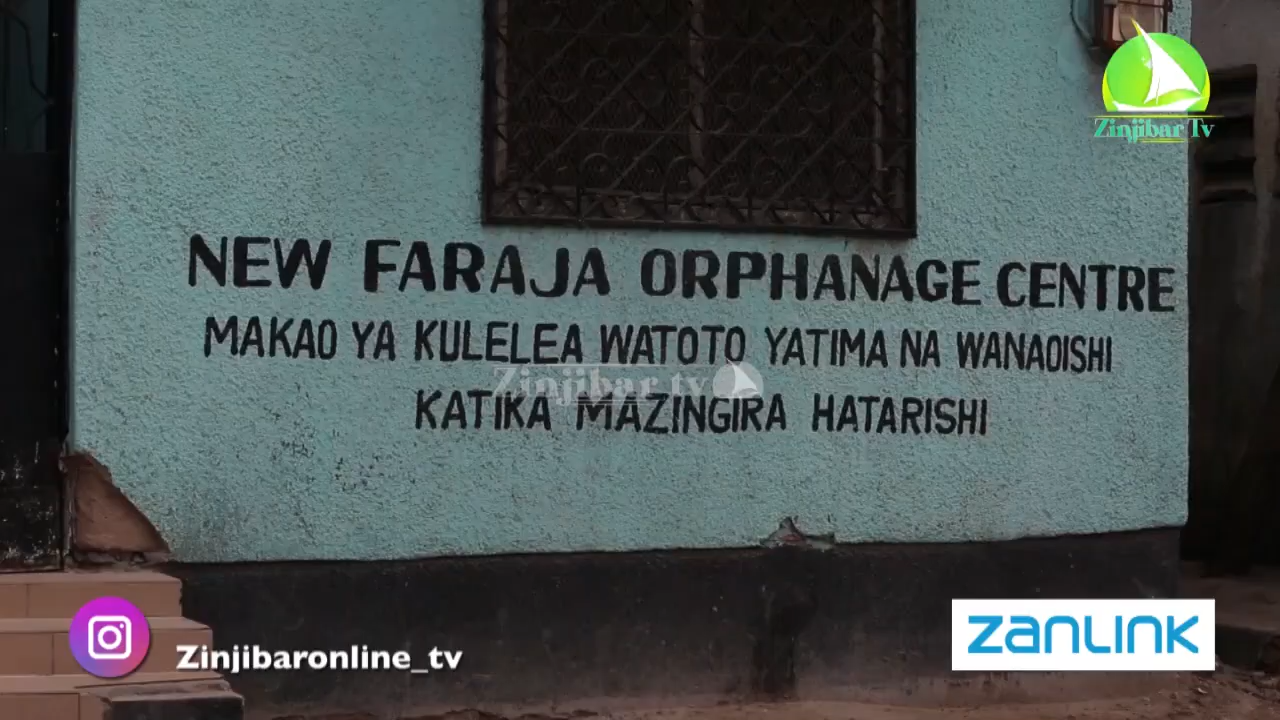 Zinjibar Tv
NEW FARAJA ORPHANAGE CENTRE
MAKAO YA KULELEA WATOTO YATIMA NA WANAOISHI
Zinjibar tv
KATIKA MAZINGIRA HATARISHI
Zinjibaronline_tv
ZANLINK